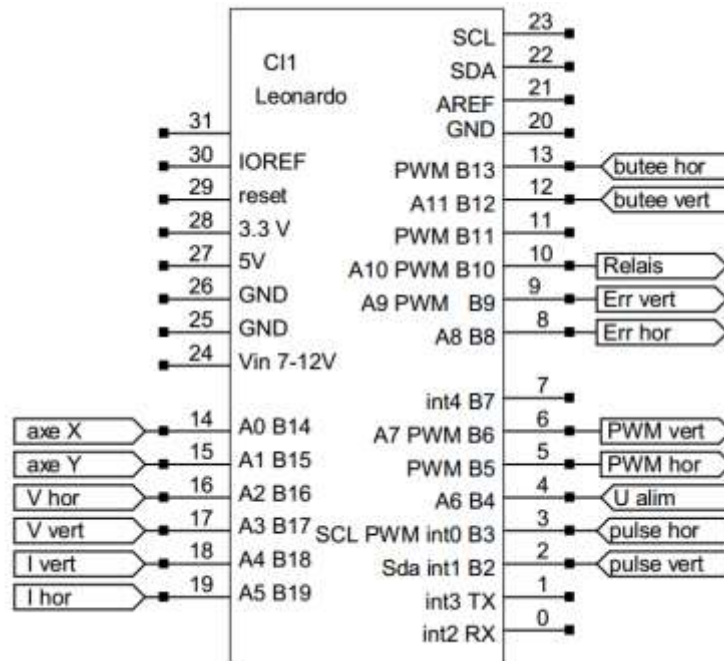 CI1
Leonardo
31
30 IOREF
29 reset
28 3.3 V
27 5V
26 GND
25 GND
24 Vin 7-12V
axe X 14 A0 B14
axe Y 15 A1 B15
V hor 16 A2 B16
V vert 17 A3 B17
I vert 18 A4 B18
I hor 19 A5 B19
SCL 23
SDA 22
AREF 21
GND 20
PWM B13 13 butee hor
A11 B12 12 butee vert
PWM B11 11
A10 PWM B10 10 Relais
A9 PWM B9 9 Err vert
A8 B8 8 Err hor
int4 B7 7
A7 PWM B6 6 PWM vert
PWM B5 5 PWM hor
A6 B4 4 U alim
SCL PWM int0 B3 3 pulse hor
Sda int1 B2 2 pulse vert
int3 TX 1
int2 RX 0